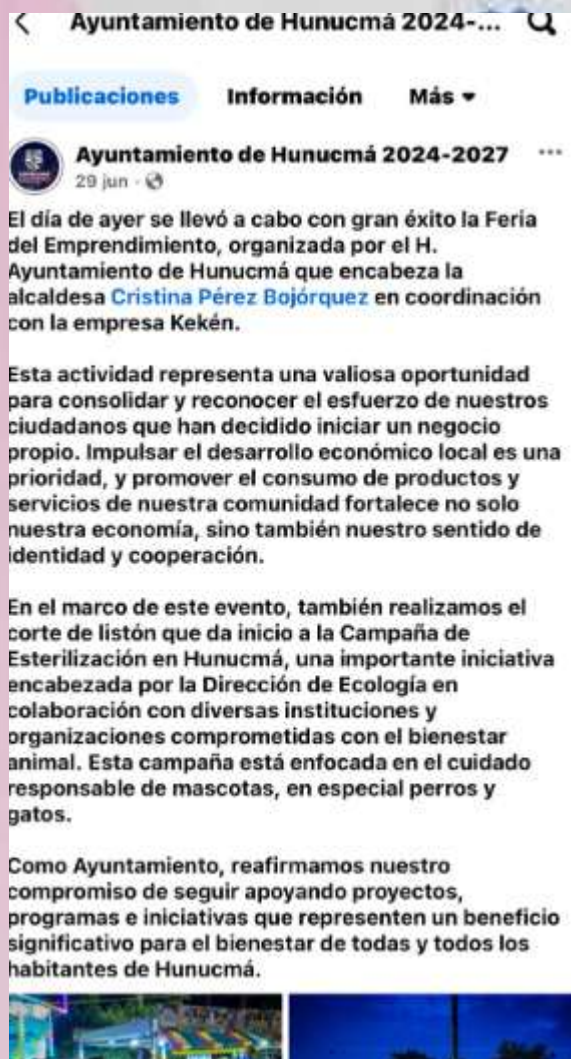 Ayuntamiento de Hunucmá 2024-...
Publicaciones Información Más
Ayuntamiento de Hunucmá 2024-2027
29 jun
El día de ayer se llevó a cabo con gran éxito la Feria
del Emprendimiento, organizada por el H.
Ayuntamiento de Hunucmá que encabeza la
alcaldesa Cristina Pérez Bojórquez en coordinación
con la empresa Kekén.
Esta actividad representa una valiosa oportunidad
para consolidar y reconocer el esfuerzo de nuestros
ciudadanos que han decidido iniciar un negocio
propio. Impulsar el desarrollo económico local es una
prioridad, y promover el consumo de productos y
servicios de nuestra comunidad fortalece no solo
nuestra economía, sino también nuestro sentido de
identidad y cooperación.
En el marco de este evento, también realizamos el
corte de listón que da inicio a la Campaña de
Esterilización en Hunucmá, una importante iniciativa
encabezada por la Dirección de Ecología en
colaboración con diversas instituciones y
organizaciones comprometidas con el bienestar
animal. Esta campaña está enfocada en el cuidado
responsable de mascotas, en especial perros y
gatos.
Como Ayuntamiento, reafirmamos nuestro
compromiso de seguir apoyando proyectos,
programas e iniciativas que representen un beneficio
significativo para el bienestar de todas y todos los
habitantes de Hunucmá.